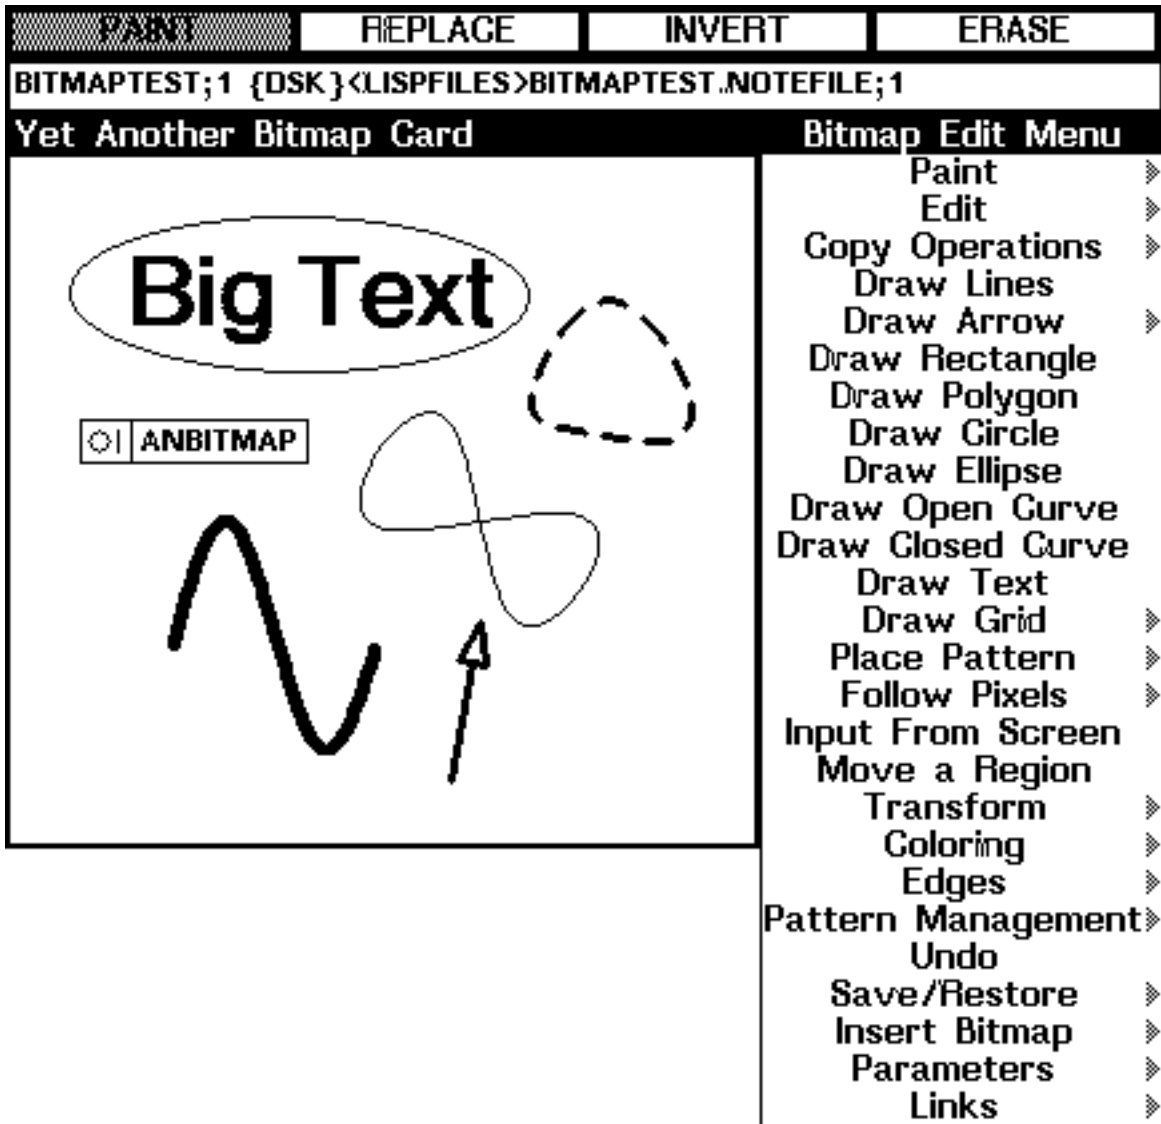 PAINT REPLACE INVERT ERASE
BITMAPTEST;1 {DSK}<LISPFILES>BITMAPTEST.NOTEFILE;1
Yet Another Bitmap Card
Big Text
ANBITMAP
Bitmap Edit Menu
Paint
Edit
Copy Operations
Draw Lines
Draw Arrow
Draw Rectangle
Draw Polygon
Draw Circle
Draw Ellipse
Draw Open Curve
Draw Closed Curve
Draw Text
Draw Grid
Place Pattern
Follow Pixels
Input From Screen
Move a Region
Transform
Coloring
Edges
Pattern Management
Undo
Save/Restore
Insert Bitmap
Parameters
Links